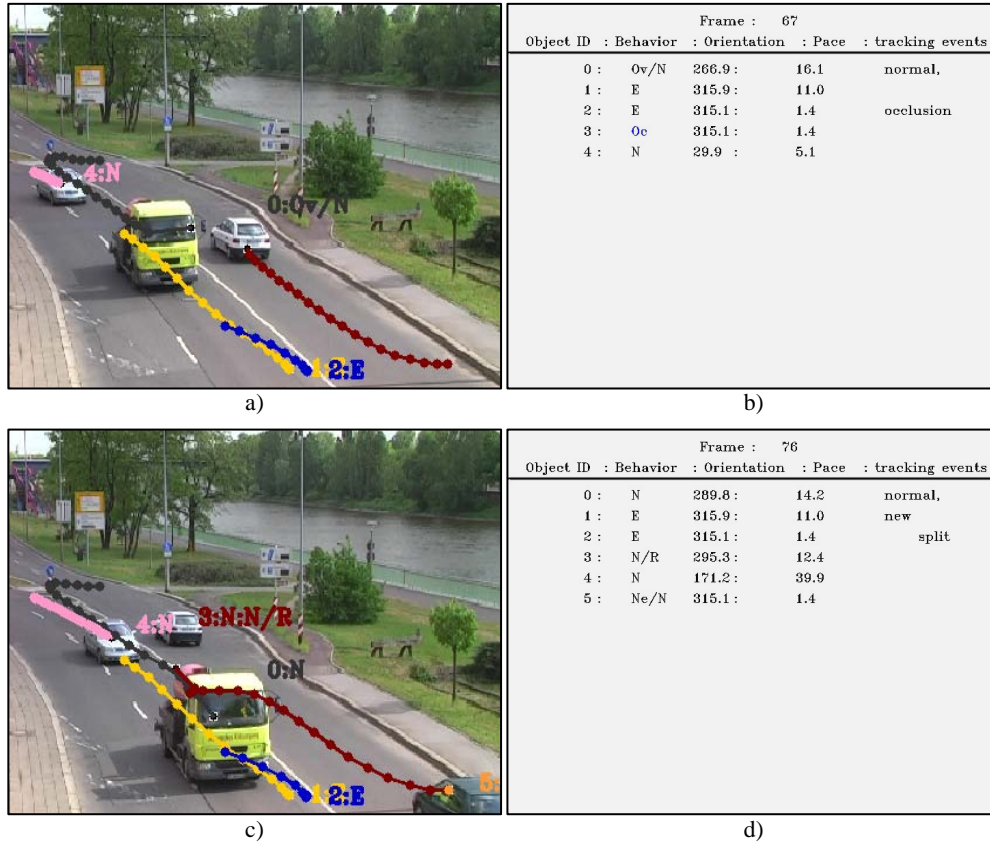 4:N
0:Ov/N
2:E
a)
Frame : 67
Object ID : Behavior : Orientation : Pace : tracking events
0 : Ov/N 266.9 : 16.1 normal,
1 : E 315.9 : 11.0
2 : E 315.1 : 1.4 occlusion
3 : Oc 315.1 : 1.4
4 : N 29.9 : 5.1
b)
4:N
3:N:N/R
0:N
5:
2:E
c)
Frame : 76
Object ID : Behavior : Orientation : Pace : tracking events
0 : N 289.8 : 14.2 normal,
1 : E 315.9 : 11.0 new
2 : E 315.1 : 1.4 split
3 : N/R 295.3 : 12.4
4 : N 171.2 : 39.9
5 : Ne/N 315.1 : 1.4
d)